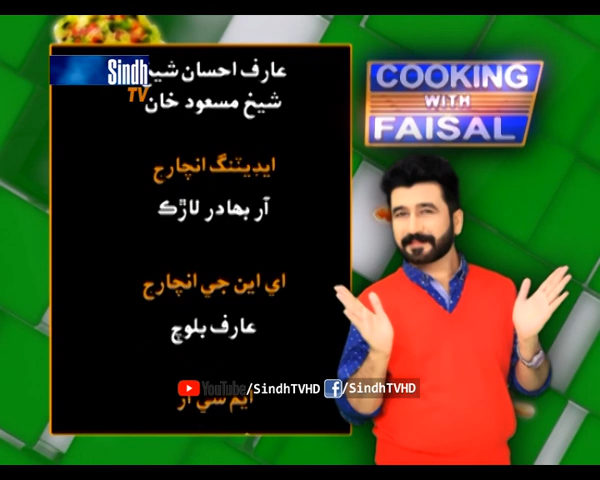 Sindh
TV
عارف احسان شيخ
شيخ مسعود خان
ايڊيٽنگ انچارج
آر بهادر لاڙڪ
اي اين جي انچارج
عارف بلوچ
ايم سي آر
COOKING
WITH
FAISAL
YouTube/SindhTVHD f/SindhTVHD